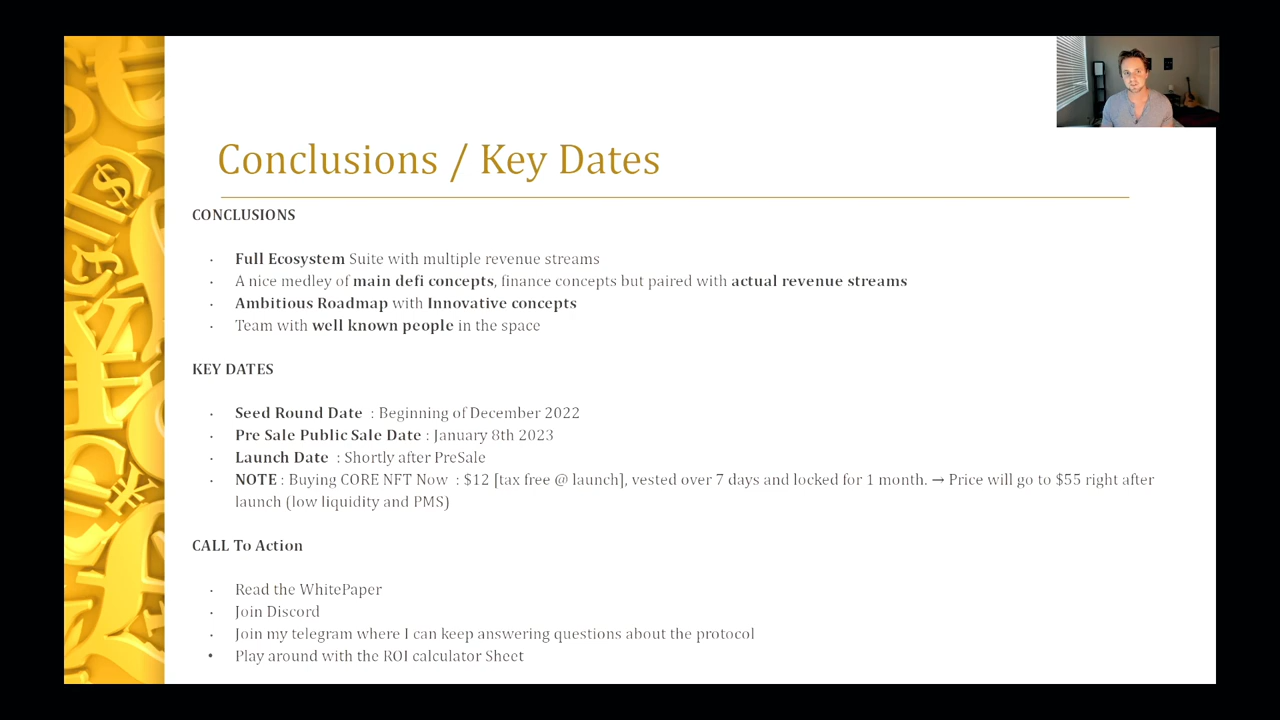 Conclusions / Key Dates
CONCLUSIONS
• Full Ecosystem Suite with multiple revenue streams
• A nice medley of main defi concepts, finance concepts but paired with actual revenue streams
• Ambitious Roadmap with Innovative concepts
• Team with well known people in the space
KEY DATES
• Seed Round Date : Beginning of December 2022
• Pre Sale Public Sale Date : January 8th 2023
• Launch Date : Shortly after PreSale
• NOTE : Buying CORE NFT Now : $12 [tax free @ launch], vested over 7 days and locked for 1 month. → Price will go to $55 right after
launch (low liquidity and PMS)
CALL To Action
• Read the WhitePaper
• Join Discord
• Join my telegram where I can keep answering questions about the protocol
• Play around with the ROI calculator Sheet